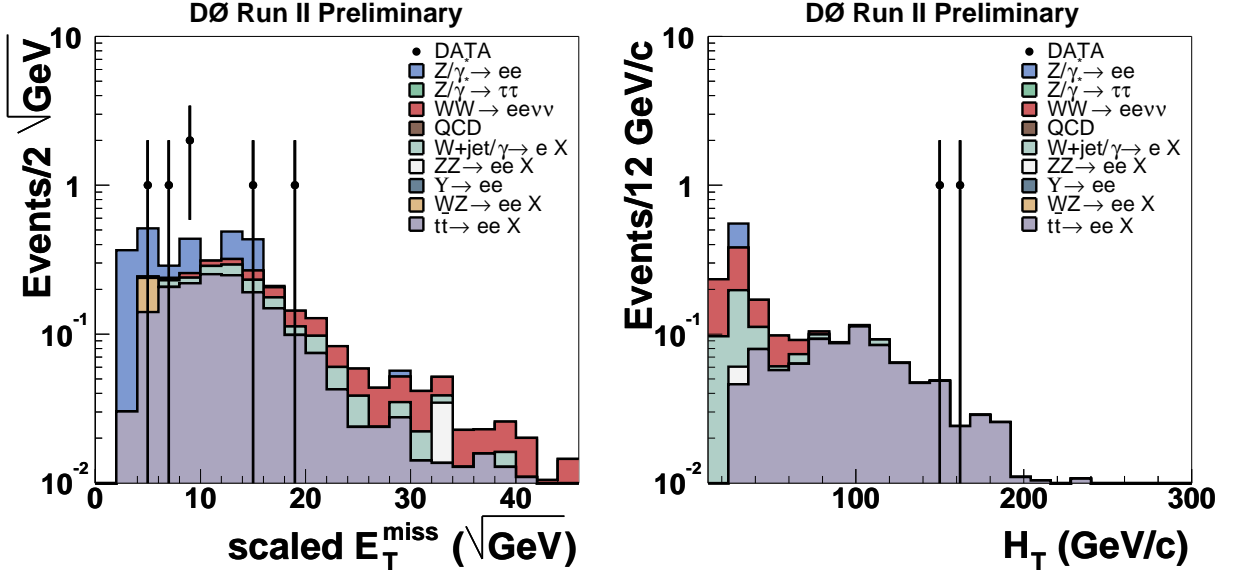 DØ Run II Preliminary
Events/2 √GeV
10
1
10⁻¹
10⁻²
DATA
Z/γ* → ee
Z/γ* → ττ
WW → eeνν
QCD
W+jet/γ → e X
ZZ → ee X
Υ → ee
WZ → ee X
tt̄ → ee X
0 10 20 30 40
scaled E_T^miss (√GeV)
DØ Run II Preliminary
Events/12 GeV/c
10
1
10⁻¹
10⁻²
DATA
Z/γ* → ee
Z/γ* → ττ
WW → eeνν
QCD
W+jet/γ → e X
ZZ → ee X
Υ → ee
WZ → ee X
tt̄ → ee X
100 200 300
H_T (GeV/c)